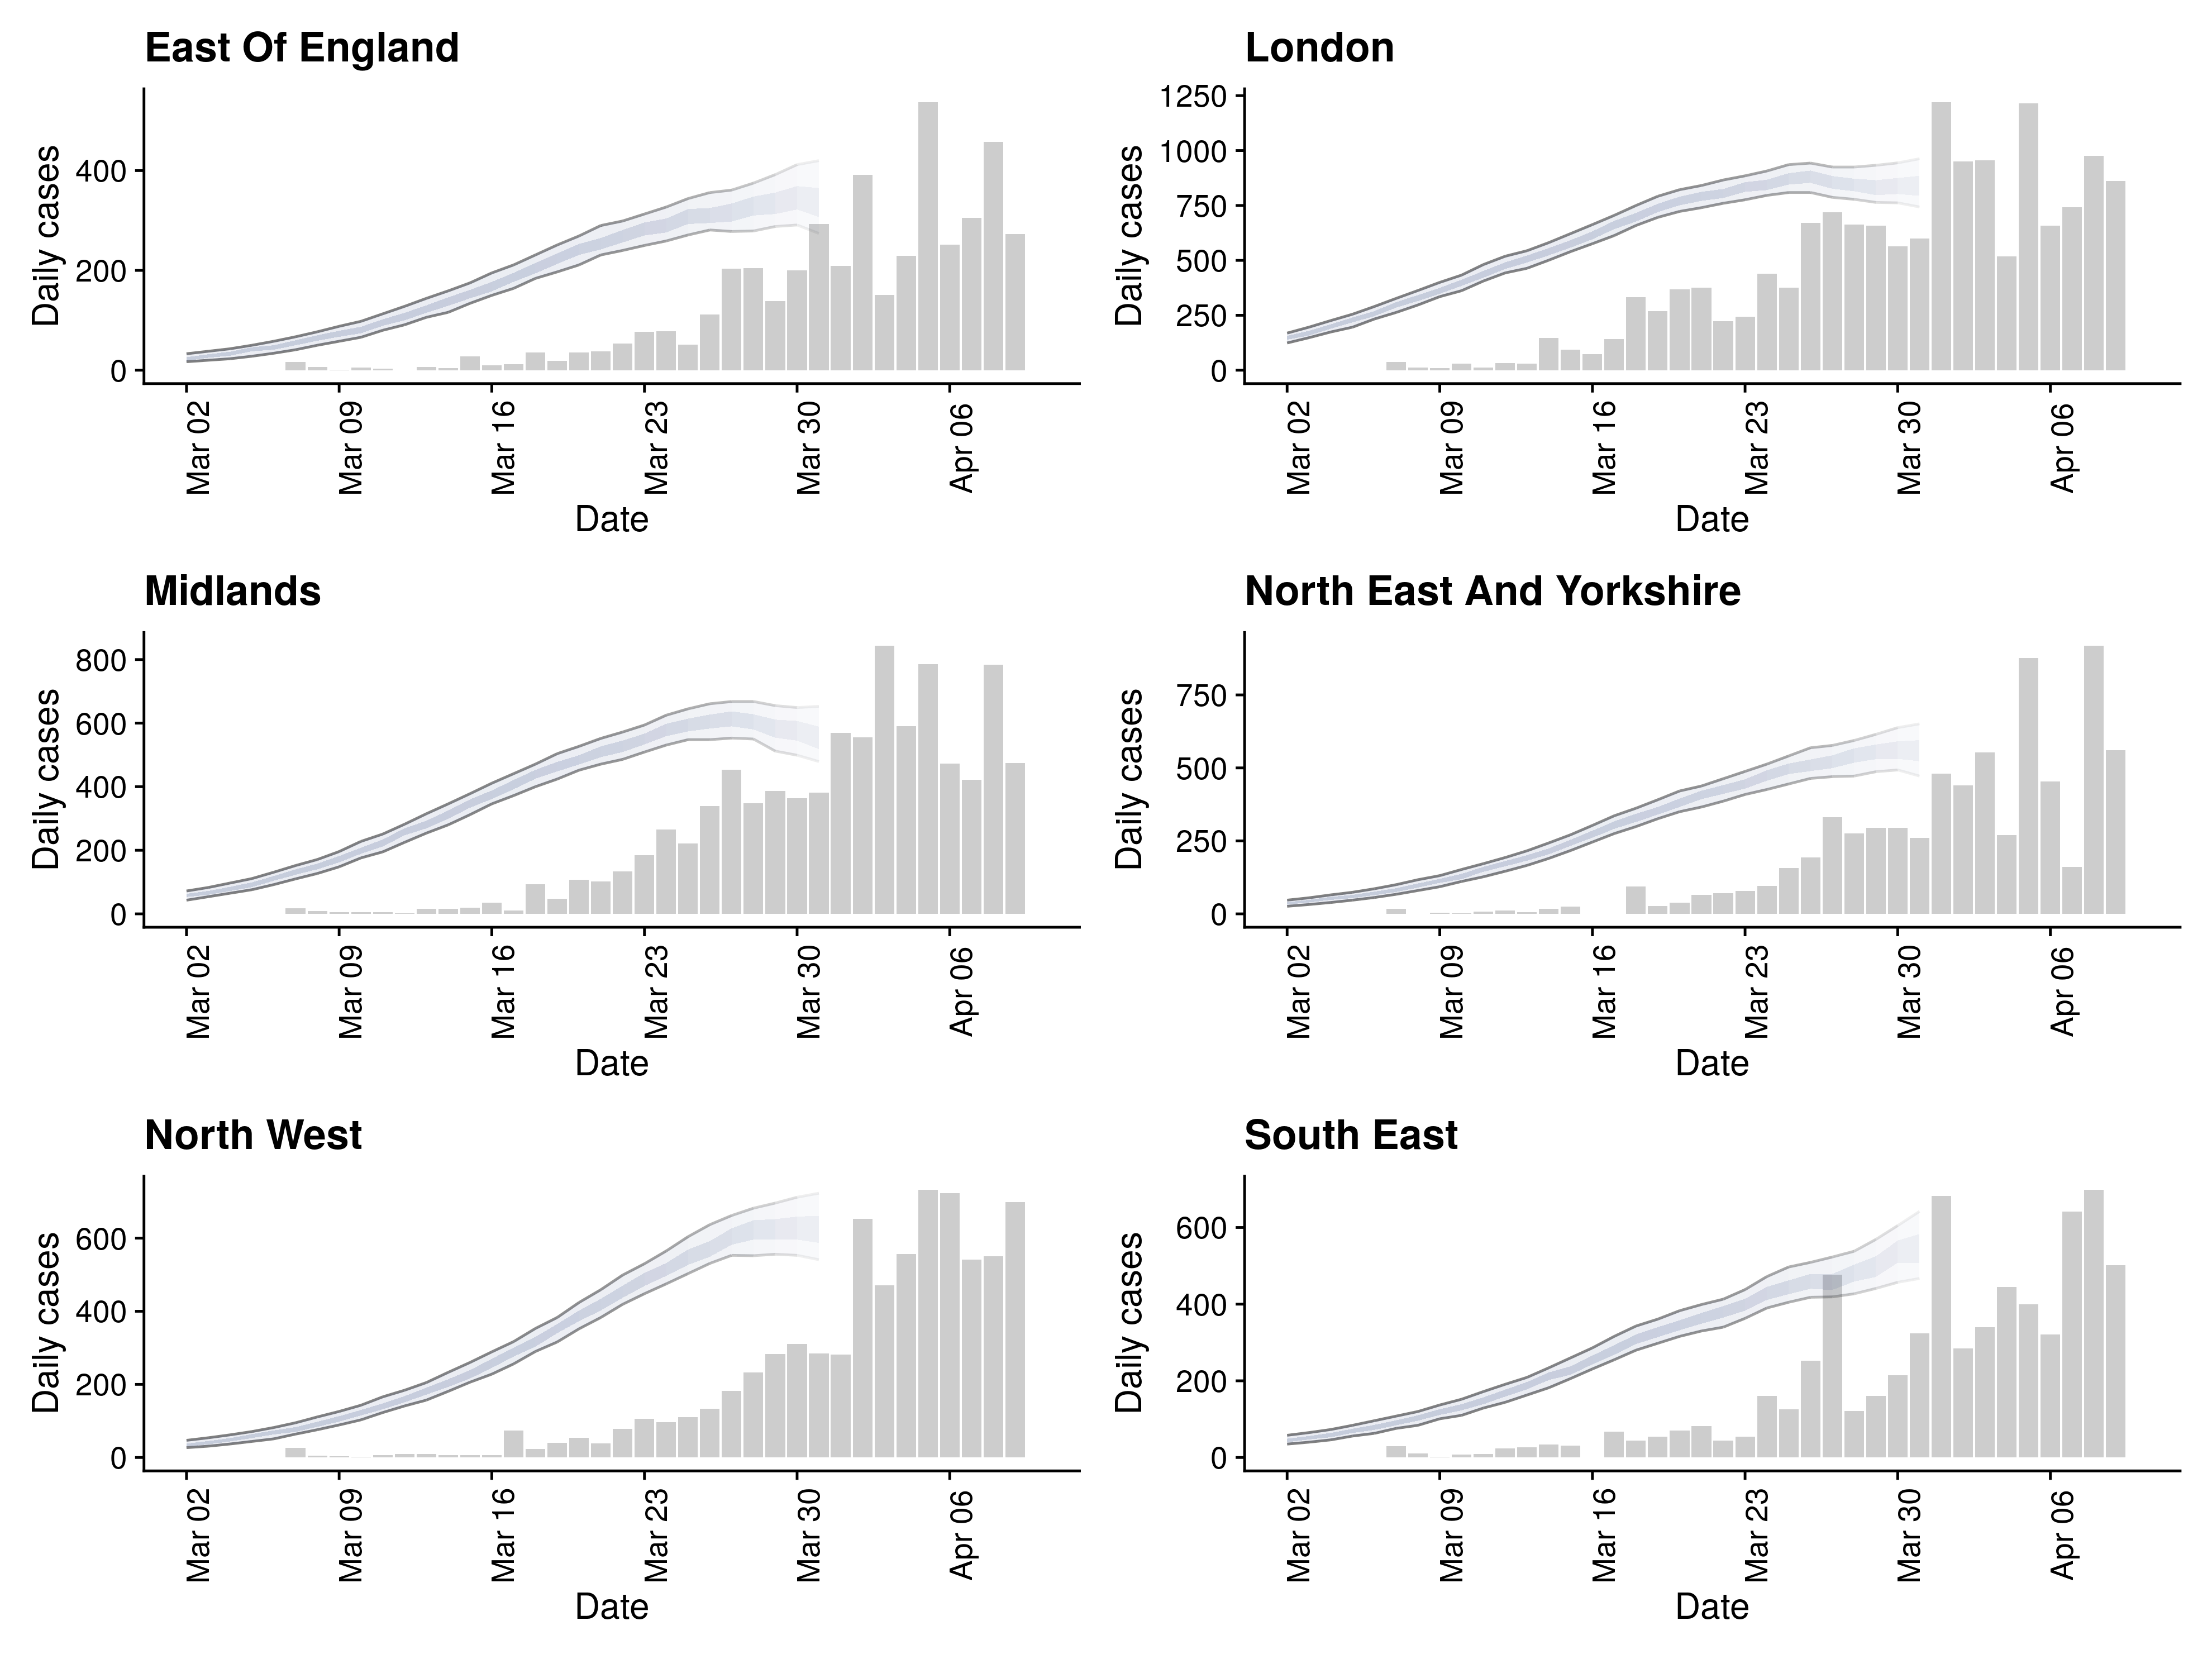 East Of England
Daily cases
400
200
0
Mar 02
Mar 09
Mar 16
Mar 23
Mar 30
Apr 06
Date
London
Daily cases
1250
1000
750
500
250
0
Mar 02
Mar 09
Mar 16
Mar 23
Mar 30
Apr 06
Date
Midlands
Daily cases
800
600
400
200
0
Mar 02
Mar 09
Mar 16
Mar 23
Mar 30
Apr 06
Date
North East And Yorkshire
Daily cases
750
500
250
0
Mar 02
Mar 09
Mar 16
Mar 23
Mar 30
Apr 06
Date
North West
Daily cases
600
400
200
0
Mar 02
Mar 09
Mar 16
Mar 23
Mar 30
Apr 06
Date
South East
Daily cases
600
400
200
0
Mar 02
Mar 09
Mar 16
Mar 23
Mar 30
Apr 06
Date